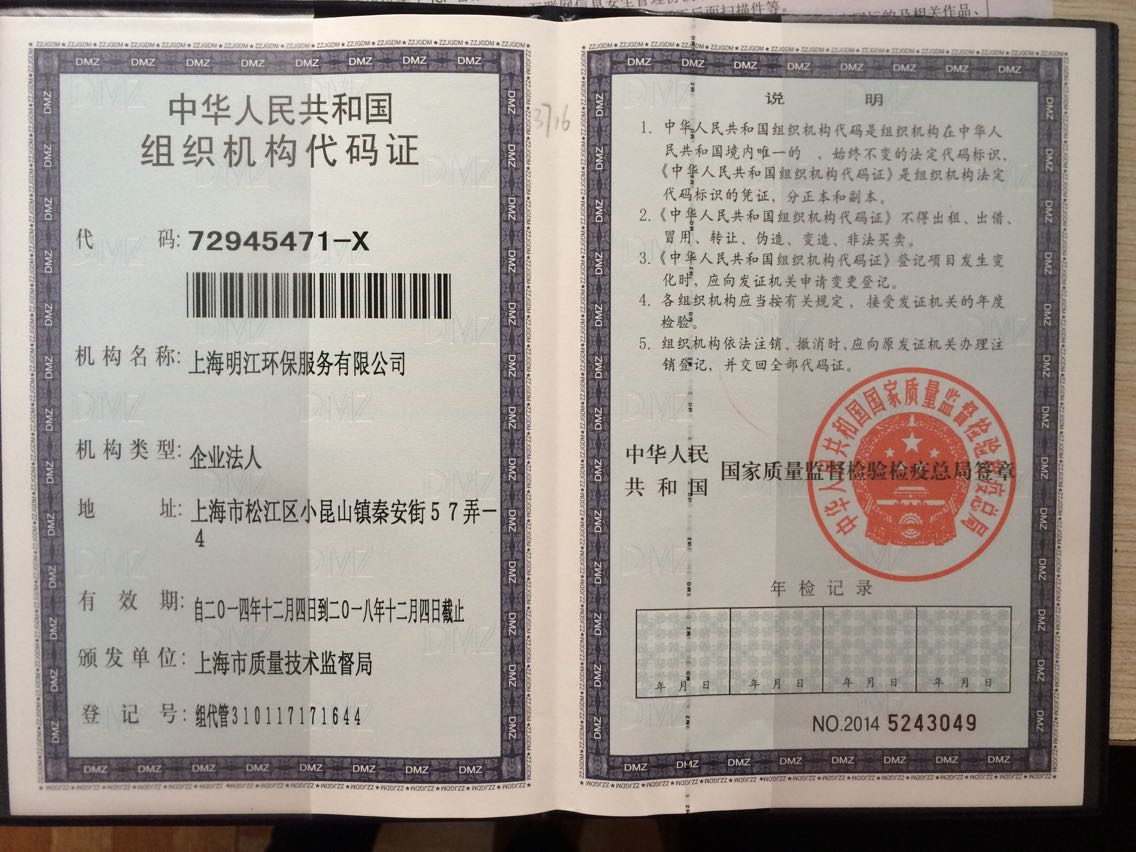 中华人民共和国
组织机构代码证
代 码: 72945471-X
机构名称: 上海明江环保服务有限公司
机构类型: 企业法人
地 址: 上海市松江区小昆山镇秦安街57弄-
4
有 效 期: 自二0一四年十二月四日到二0一八年十二月四日截止
颁发单位: 上海市质量技术监督局
登 记 号: 组代管310117171644
3716
说 明
1. 中华人民共和国组织机构代码是组织机构在中华人
民共和国境内唯一的 、始终不变的法定代码标识，
《中华人民共和国组织机构代码证》是组织机构法定
代码标识的凭证，分正本和副本。
2.《中华人民共和国组织机构代码证》不得出租、出借、
冒用、转让、伪造、变造、非法买卖。
3.《中华人民共和国组织机构代码证》登记项目发生变
化时，应向发证机关申请变更登记。
4. 各组织机构应当按有关规定，接受发证机关的年度
检验。
5. 组织机构依法注销、撤消时，应向原发证机关办理注
销登记，并交回全部代码证。
中华人民
共和国 国家质量监督检验检疫总局签章
中华人民共和国国家质量监督检验检疫总局
年检记录
年 月 日 年 月 日 年 月 日 年 月 日
NO.2014 5243049
DMZ
ZZJGDM